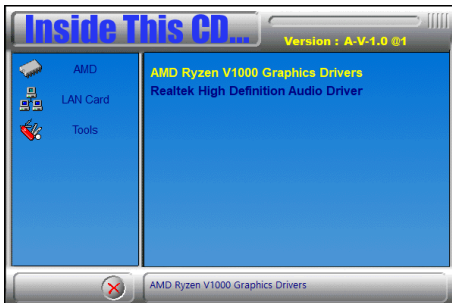 Inside This CD...
Version : A-V-1.0 @1
AMD
LAN Card
Tools
AMD Ryzen V1000 Graphics Drivers
Realtek High Definition Audio Driver
AMD Ryzen V1000 Graphics Drivers